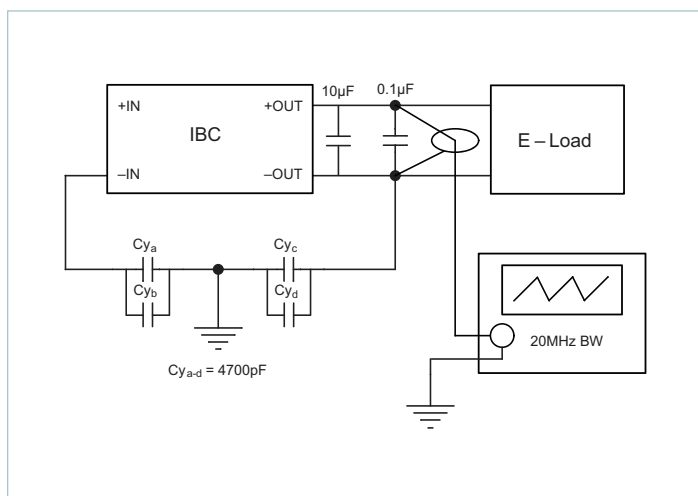 10µF
0.1µF
+IN
+OUT
IBC
–IN
–OUT
E – Load
Cya
Cyb
Cyc
Cyd
Cya-d = 4700pF
20MHz BW